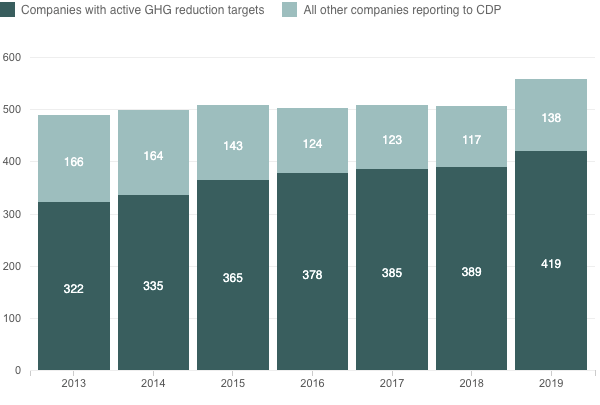 Companies with active GHG reduction targets All other companies reporting to CDP
600
500
400
300
200
100
0
166 164 143 124 123 117 138
322 335 365 378 385 389 419
2013 2014 2015 2016 2017 2018 2019